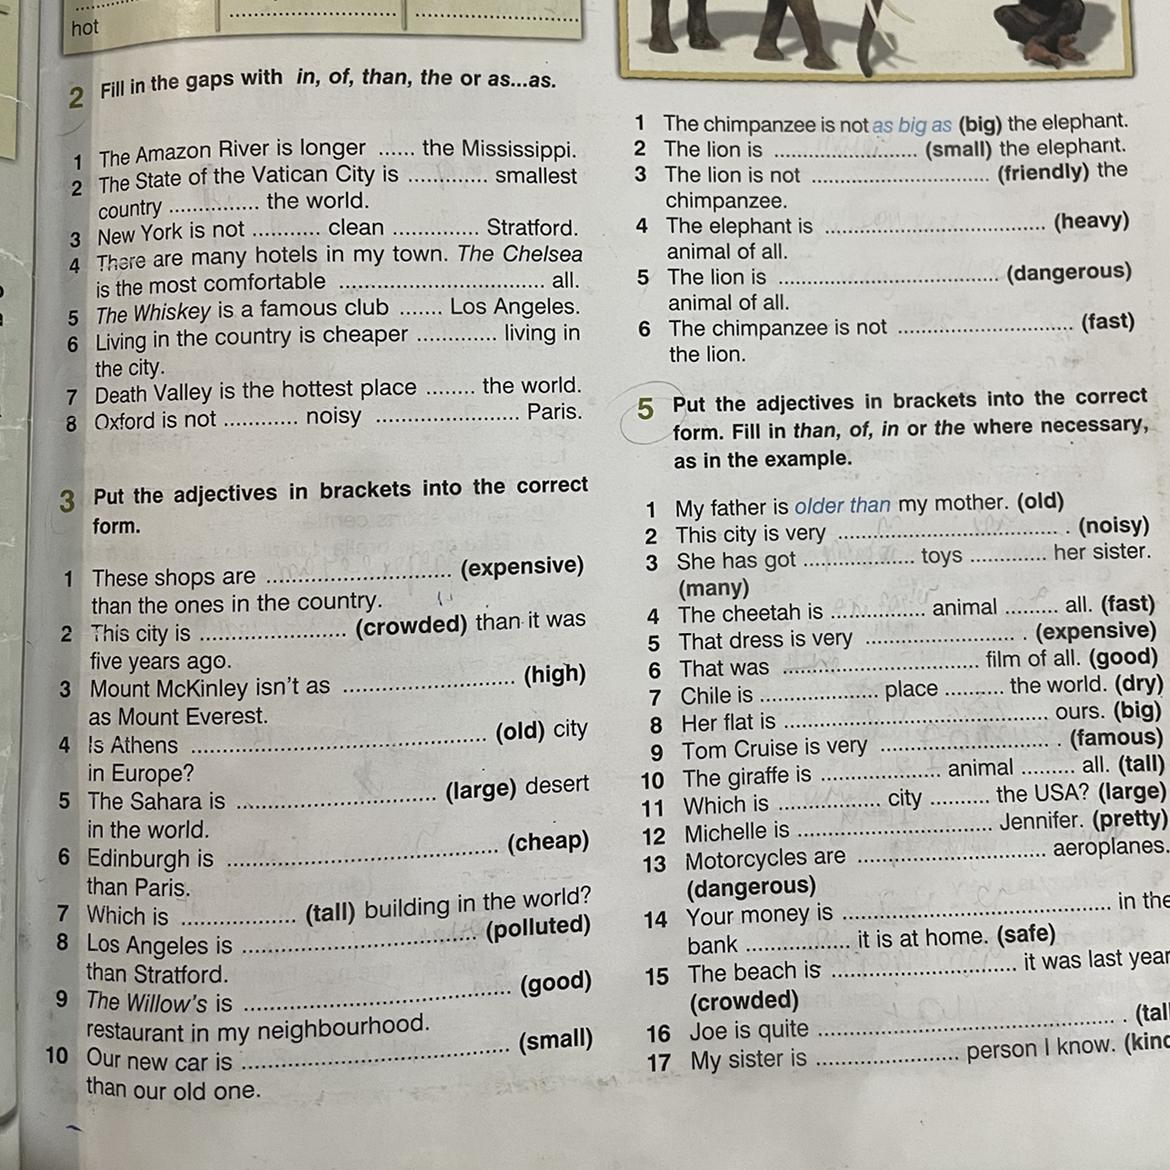 hot
2 Fill in the gaps with in, of, than, the or as...as.
1 The Amazon River is longer ...... the Mississippi.
2 The State of the Vatican City is ............ smallest
country ............... the world.
3 New York is not ........... clean .............. Stratford.
4 There are many hotels in my town. The Chelsea
is the most comfortable .................................. all.
5 The Whiskey is a famous club ....... Los Angeles.
6 Living in the country is cheaper ............. living in
the city.
7 Death Valley is the hottest place ........ the world.
8 Oxford is not ............ noisy ....................... Paris.
3 Put the adjectives in brackets into the correct
form.
1 These shops are ............................... (expensive)
than the ones in the country.
2 This city is ........................ (crowded) than it was
five years ago.
3 Mount McKinley isn't as ............................ (high)
as Mount Everest.
4 Is Athens ................................................ (old) city
in Europe?
5 The Sahara is ................................. (large) desert
in the world.
6 Edinburgh is ............................................. (cheap)
than Paris.
7 Which is ................... (tall) building in the world?
8 Los Angeles is ...................................... (polluted)
than Stratford.
9 The Willow's is ............................................ (good)
restaurant in my neighbourhood.
10 Our new car is ............................................ (small)
than our old one.
1 The chimpanzee is not as big as (big) the elephant.
2 The lion is ........................ (small) the elephant.
3 The lion is not .............................. (friendly) the
chimpanzee.
4 The elephant is ..................................... (heavy)
animal of all.
5 The lion is ..................................... (dangerous)
animal of all.
6 The chimpanzee is not ............................. (fast)
the lion.
5 Put the adjectives in brackets into the correct
form. Fill in than, of, in or the where necessary,
as in the example.
1 My father is older than my mother. (old)
2 This city is very ....................................... . (noisy)
3 She has got .................. toys ............ her sister.
(many)
4 The cheetah is ............... animal ......... all. (fast)
5 That dress is very ......................... . (expensive)
6 That was ................................ film of all. (good)
7 Chile is .................... place .......... the world. (dry)
8 Her flat is ............................................ ours. (big)
9 Tom Cruise is very ............................ . (famous)
10 The giraffe is .................... animal ......... all. (tall)
11 Which is ................. city .......... the USA? (large)
12 Michelle is ................................ Jennifer. (pretty)
13 Motorcycles are ............................... aeroplanes.
(dangerous)
14 Your money is ............................................ in the
bank ................. it is at home. (safe)
15 The beach is .............................. it was last year
(crowded)
16 Joe is quite .................................................. . (tall
17 My sister is ....................... person I know. (kind